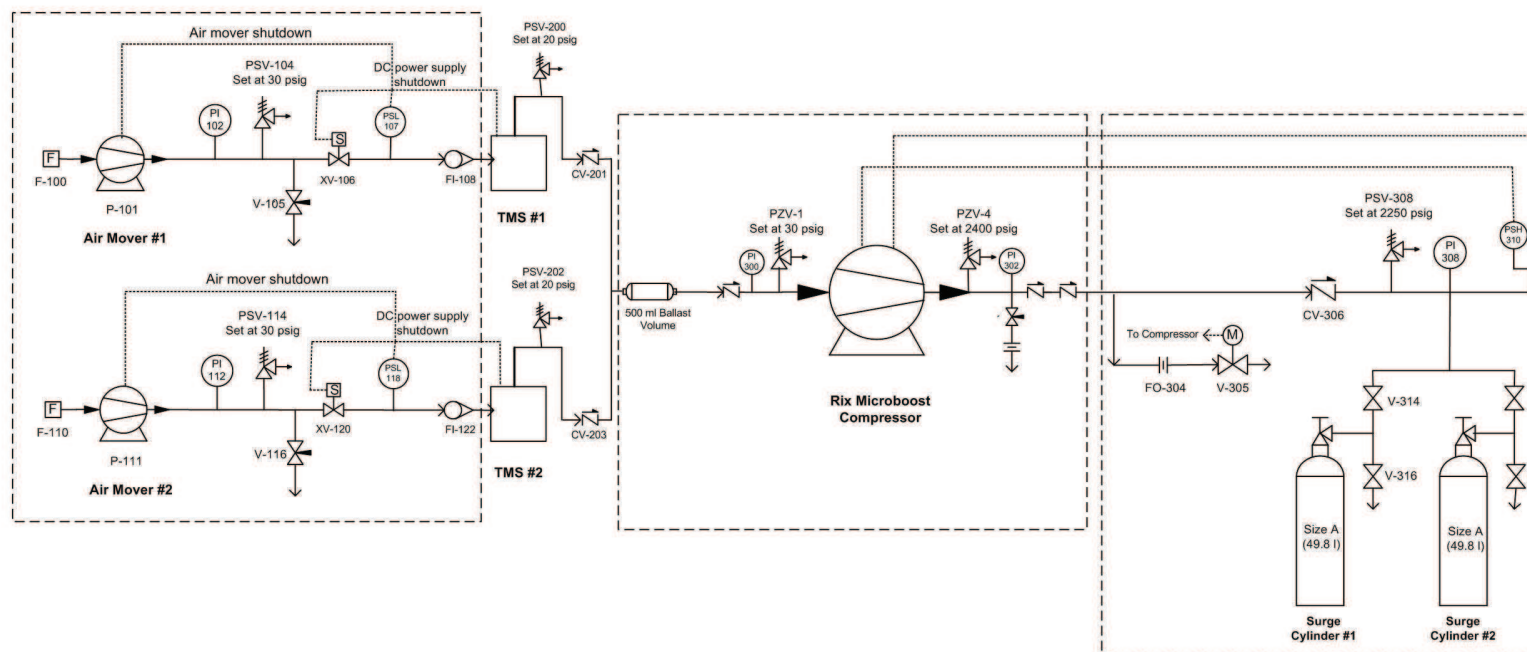 Air mover shutdown
PSV-104
Set at 30 psig
DC power supply
shutdown
PSV-200
Set at 20 psig
PI
102
PSL
107
S
F
F-100
P-101
XV-106
FI-108
V-105
Air Mover #1
TMS #1
CV-201
Air mover shutdown
PSV-114
Set at 30 psig
DC power supply
shutdown
PSV-202
Set at 20 psig
PI
112
PSL
118
S
F
F-110
P-111
XV-120
FI-122
V-116
Air Mover #2
TMS #2
CV-203
500 ml Ballast
Volume
PI
300
PZV-1
Set at 30 psig
PZV-4
Set at 2400 psig
PI
302
Rix Microboost
Compressor
To Compressor
M
FO-304
V-305
CV-306
PSV-308
Set at 2250 psig
PI
308
PSH
310
V-314
V-316
Size A
(49.8 l)
Size A
(49.8 l)
Surge
Cylinder #1
Surge
Cylinder #2